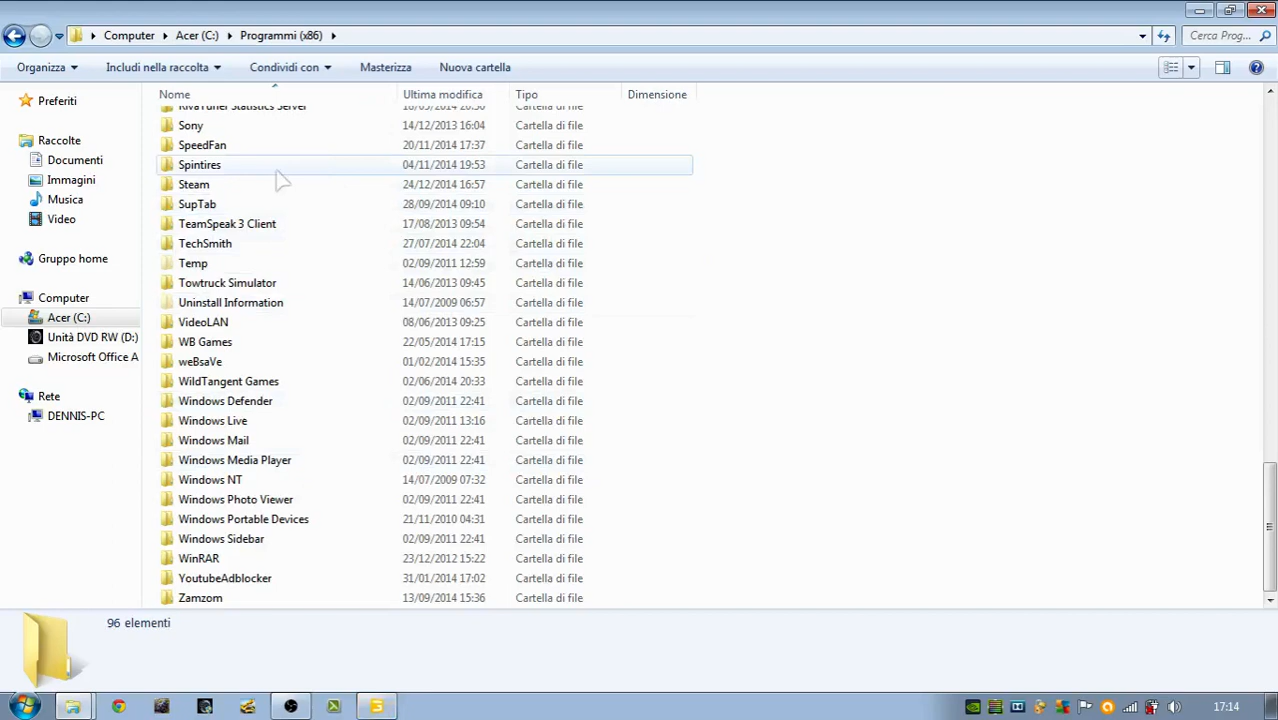 Computer Acer (C:) Programmi (x86) Cerca Prog...
Organizza Includi nella raccolta Condividi con Masterizza Nuova cartella
Nome Ultima modifica Tipo Dimensione
Preferiti
Raccolte
Documenti
Immagini
Musica
Video
Gruppo home
Computer
Acer (C:)
Unità DVD RW (D:)
Microsoft Office A
Rete
DENNIS-PC
RivaTuner Statistics Server 18/05/2014 20:50 Cartella di file
Sony 14/12/2013 16:04 Cartella di file
SpeedFan 20/11/2014 17:37 Cartella di file
Spintires 04/11/2014 19:53 Cartella di file
Steam 24/12/2014 16:57 Cartella di file
SupTab 28/09/2014 09:10 Cartella di file
TeamSpeak 3 Client 17/08/2013 09:54 Cartella di file
TechSmith 27/07/2014 22:04 Cartella di file
Temp 02/09/2011 12:59 Cartella di file
Towtruck Simulator 14/06/2013 09:45 Cartella di file
Uninstall Information 14/07/2009 06:57 Cartella di file
VideoLAN 08/06/2013 09:25 Cartella di file
WB Games 22/05/2014 17:15 Cartella di file
weBsaVe 01/02/2014 15:35 Cartella di file
WildTangent Games 02/06/2014 20:33 Cartella di file
Windows Defender 02/09/2011 22:41 Cartella di file
Windows Live 02/09/2011 13:16 Cartella di file
Windows Mail 02/09/2011 22:41 Cartella di file
Windows Media Player 02/09/2011 22:41 Cartella di file
Windows NT 14/07/2009 07:32 Cartella di file
Windows Photo Viewer 02/09/2011 22:41 Cartella di file
Windows Portable Devices 21/11/2010 04:31 Cartella di file
Windows Sidebar 02/09/2011 22:41 Cartella di file
WinRAR 23/12/2012 15:22 Cartella di file
YoutubeAdblocker 31/01/2014 17:02 Cartella di file
Zamzom 13/09/2014 15:36 Cartella di file
96 elementi
17:14